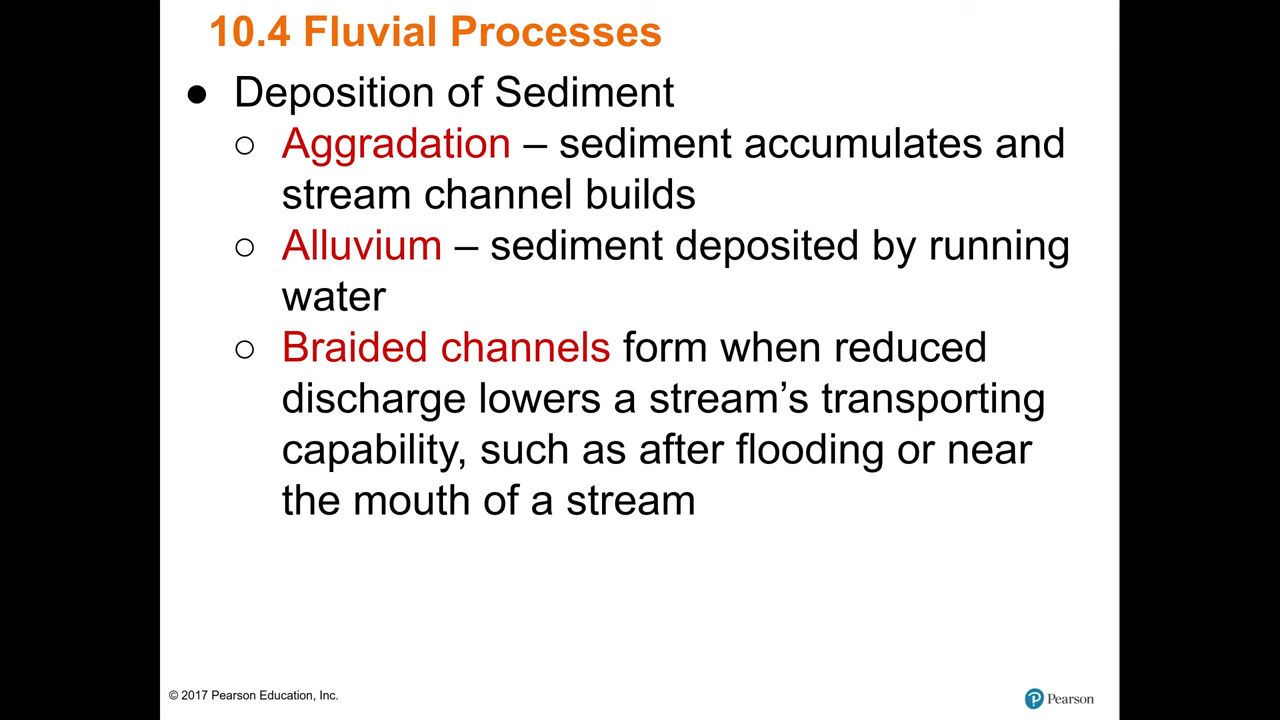 10.4 Fluvial Processes
● Deposition of Sediment
○ Aggradation – sediment accumulates and
stream channel builds
○ Alluvium – sediment deposited by running
water
○ Braided channels form when reduced
discharge lowers a stream’s transporting
capability, such as after flooding or near
the mouth of a stream
© 2017 Pearson Education, Inc.
P Pearson